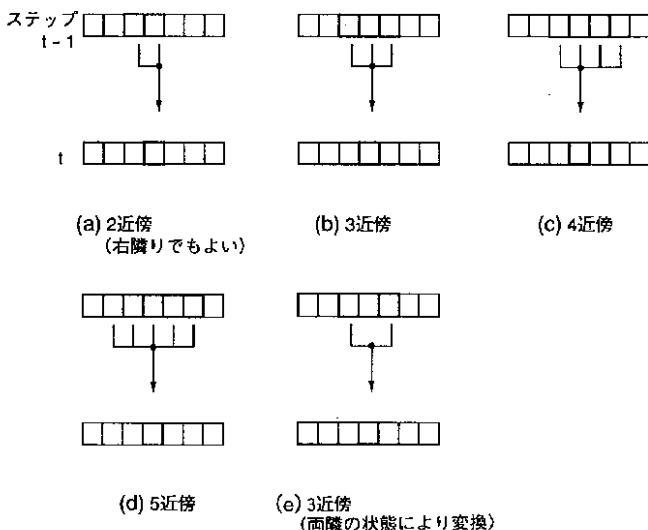 ステップ
t - 1
t
(a) 2近傍
(右隣りでもよい)
(b) 3近傍
(c) 4近傍
(d) 5近傍
(e) 3近傍
(両隣の状態により変換)